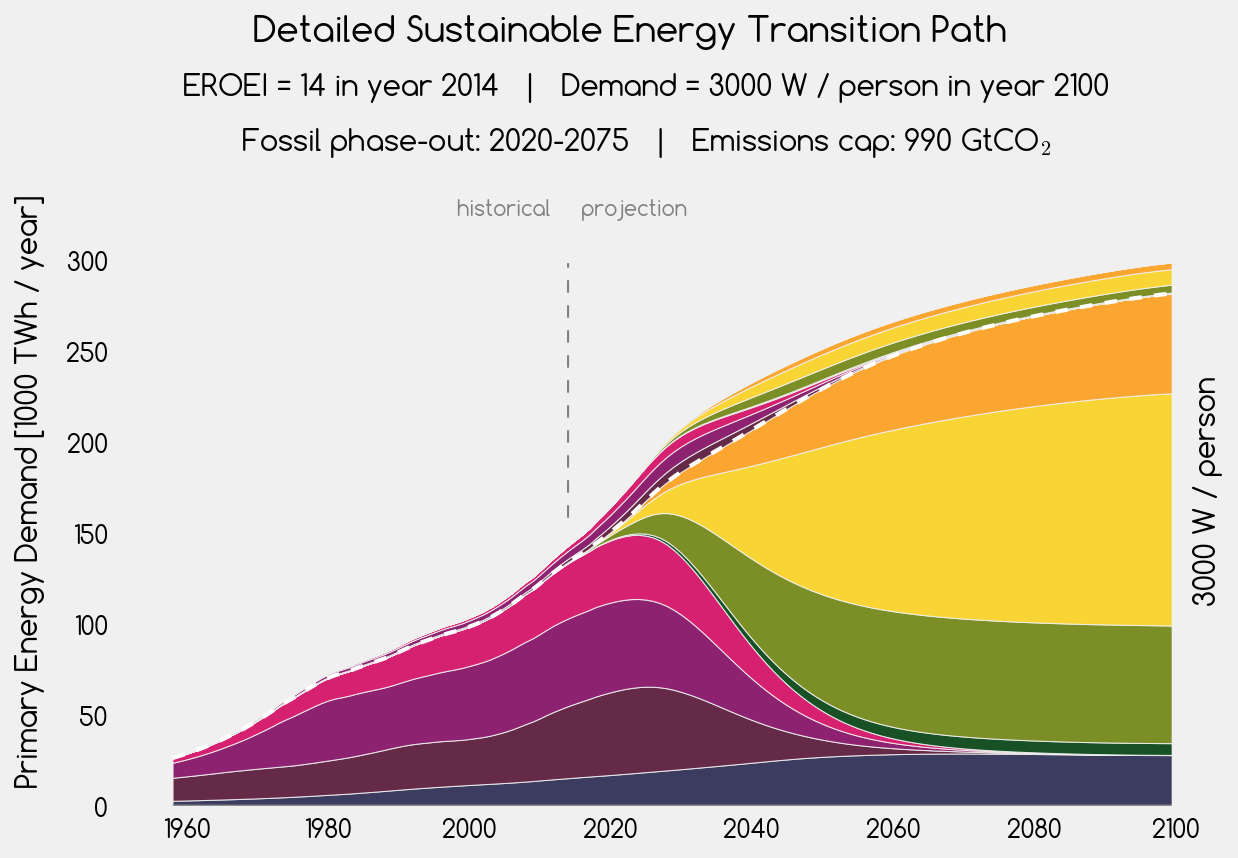 Detailed Sustainable Energy Transition Path
EROEI = 14 in year 2014 | Demand = 3000 W / person in year 2100
Fossil phase-out: 2020-2075 | Emissions cap: 990 GtCO₂
historical projection
Primary Energy Demand [1000 TWh / year]
300
250
200
150
100
50
0
3000 W / person
1960 1980 2000 2020 2040 2060 2080 2100